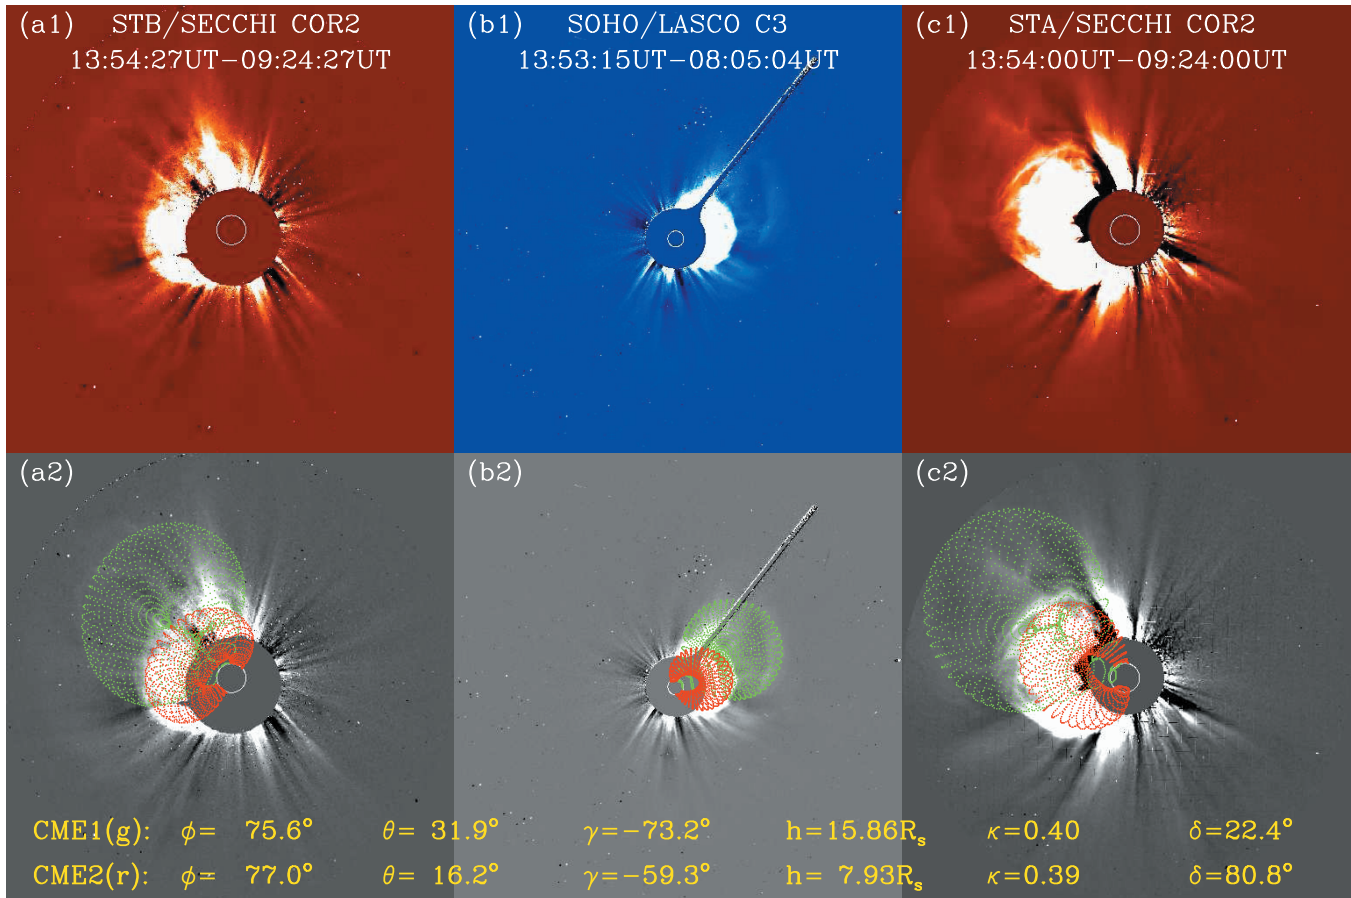 (a1) STB/SECCHI COR2
13:54:27UT-09:24:27UT
(b1) SOHO/LASCO C3
13:53:15UT-08:05:04UT
(c1) STA/SECCHI COR2
13:54:00UT-09:24:00UT
(a2)
(b2)
(c2)
CME1(g): ϕ= 75.6° θ= 31.9° γ=-73.2° h=15.86Rs κ=0.40 δ=22.4°
CME2(r): ϕ= 77.0° θ= 16.2° γ=-59.3° h= 7.93Rs κ=0.39 δ=80.8°